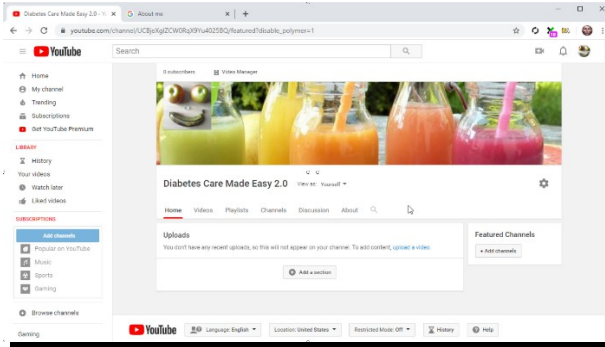 Diabetes Care Made Easy 2.0 - Yo
About me
youtube.com/channel/UCBjeXgIZCW0RqX9Yu4025BQ/featured?disable_polymer=1
YouTube
Search
Home
My channel
Trending
Subscriptions
Get YouTube Premium
LIBRARY
History
Your videos
Watch later
Liked videos
SUBSCRIPTIONS
Add channels
Popular on YouTube
Music
Sports
Gaming
Browse channels
Gaming
0 subscribers
Video Manager
Diabetes Care Made Easy 2.0
View as: Yourself
Home Videos Playlists Channels Discussion About
Uploads
You don't have any recent uploads, so this will not appear on your channel. To add content, upload a video.
Add a section
Featured Channels
+ Add channels
YouTube
Language: English
Location: United States
Restricted Mode: Off
History
Help